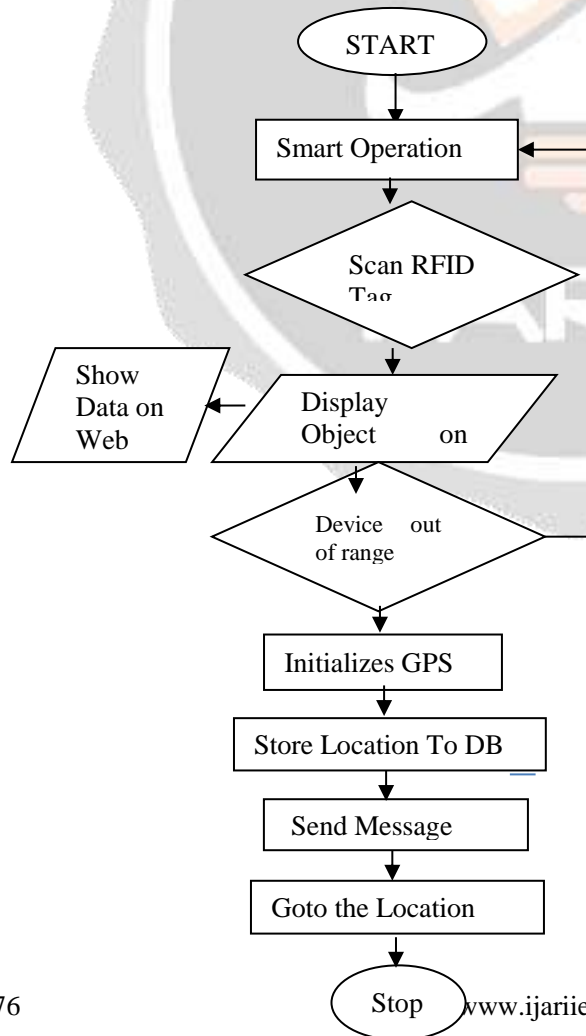 START
Smart Operation
Scan RFID
Tag
Show
Data on
Web
Display
Object on
Device out
of range
Initializes GPS
Store Location To DB
Send Message
Goto the Location
Stop
76
www.ijariie